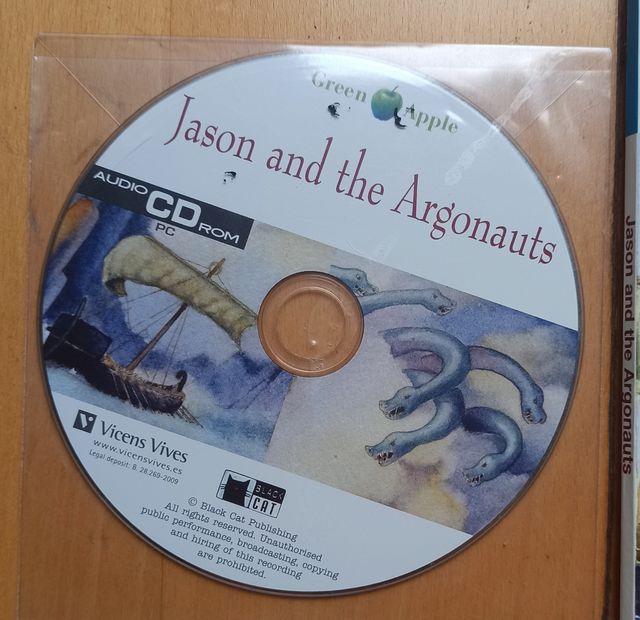 Green Apple
Jason and the Argonauts
AUDIO CD ROM
PC
Vicens Vives
www.vicensvives.es
Legal deposit: B. 28.269-2009
BLACK
CAT
© Black Cat Publishing
All rights reserved. Unauthorised
public performance, broadcasting, copying
and hiring of this recording
are prohibited.
Jason and the Argonauts